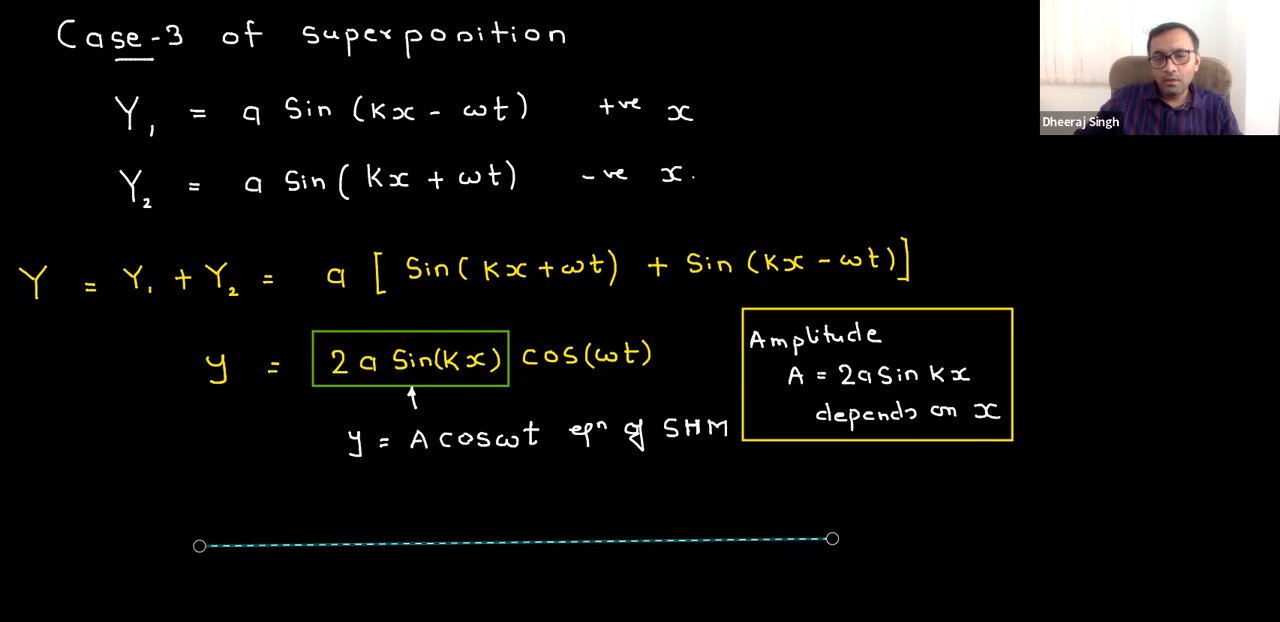 Case-3 of superposition
Y₁ = a Sin (Kx - ωt) +ve x
Y₂ = a Sin( Kx + ωt) -ve x.
Y = Y₁ + Y₂ = a [ Sin( Kx + ωt) + Sin (Kx - ωt)]
y = 2 a Sin(Kx) cos(ωt)
y = A cosωt eqⁿ of SHM
Amplitude
A = 2a Sin Kx
depends on x
Dheeraj Singh